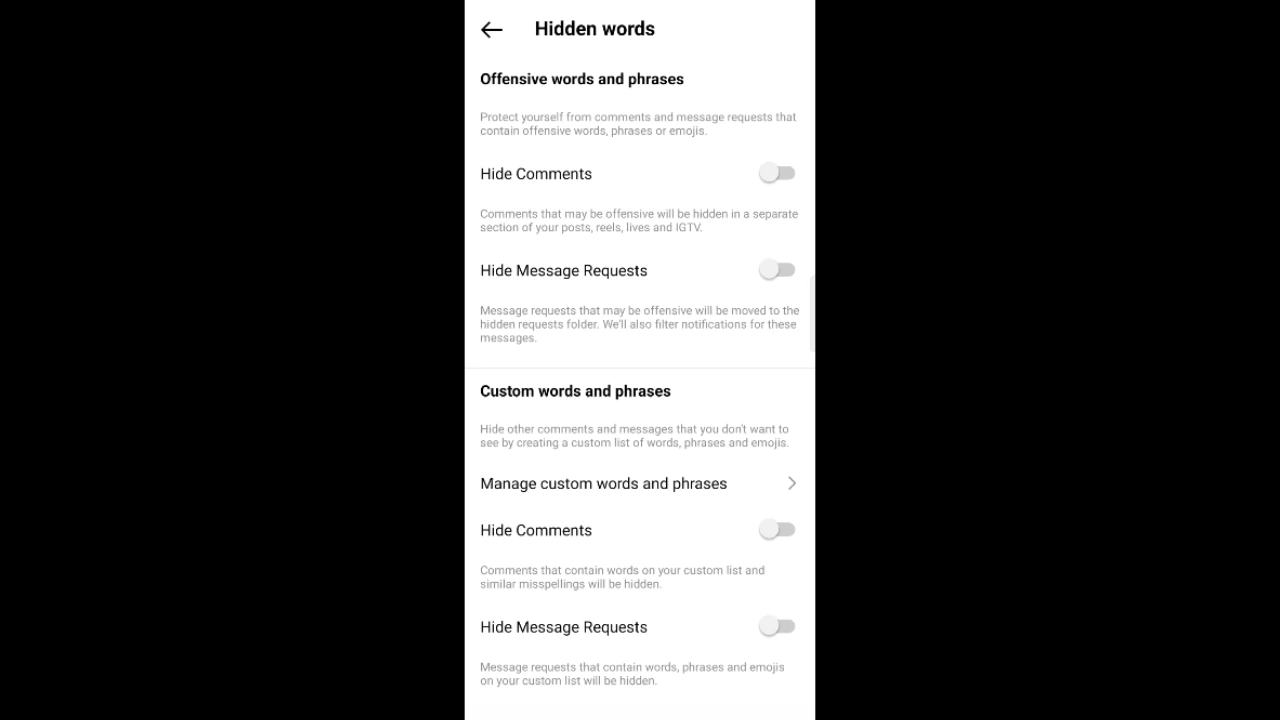 Hidden words
Offensive words and phrases
Protect yourself from comments and message requests that
contain offensive words, phrases or emojis.
Hide Comments
Comments that may be offensive will be hidden in a separate
section of your posts, reels, lives and IGTV.
Hide Message Requests
Message requests that may be offensive will be moved to the
hidden requests folder. We'll also filter notifications for these
messages.
Custom words and phrases
Hide other comments and messages that you don't want to
see by creating a custom list of words, phrases and emojis.
Manage custom words and phrases
Hide Comments
Comments that contain words on your custom list and
similar misspellings will be hidden.
Hide Message Requests
Message requests that contain words, phrases and emojis
on your custom list will be hidden.